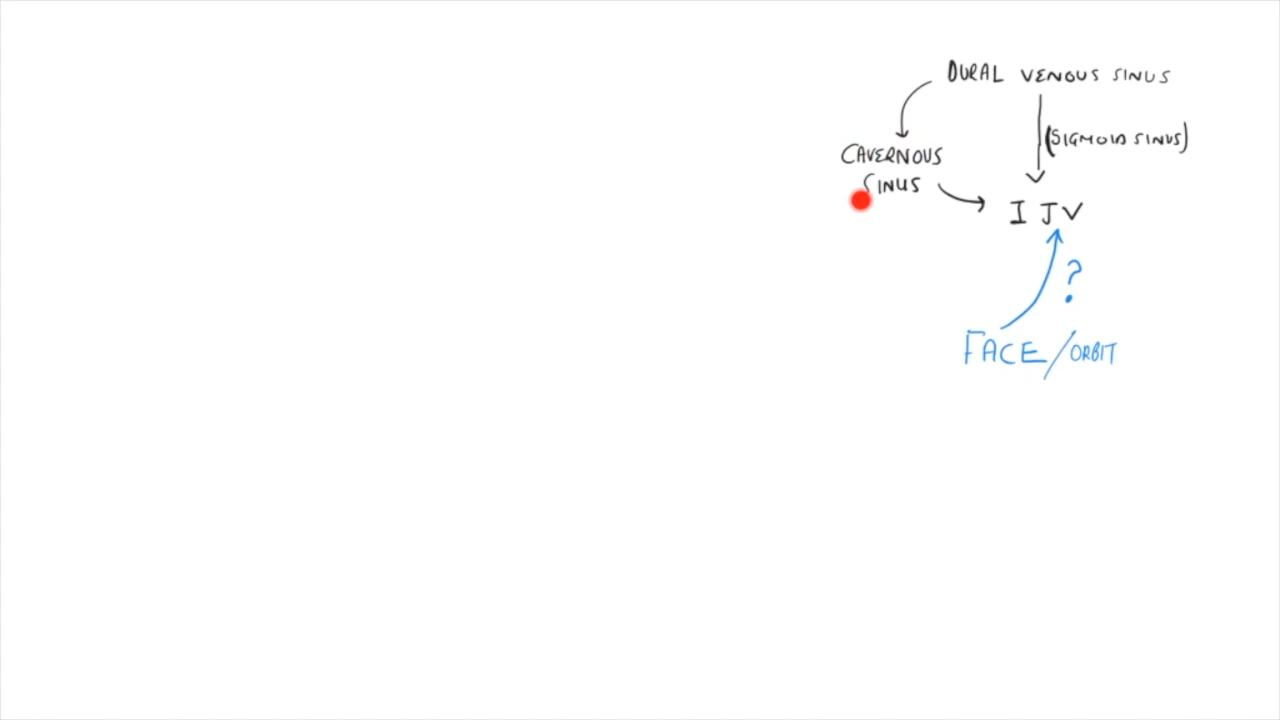 DURAL VENOUS SINUS
(SIGMOID SINUS)
CAVERNOUS
SINUS
IJV
?
FACE/ORBIT